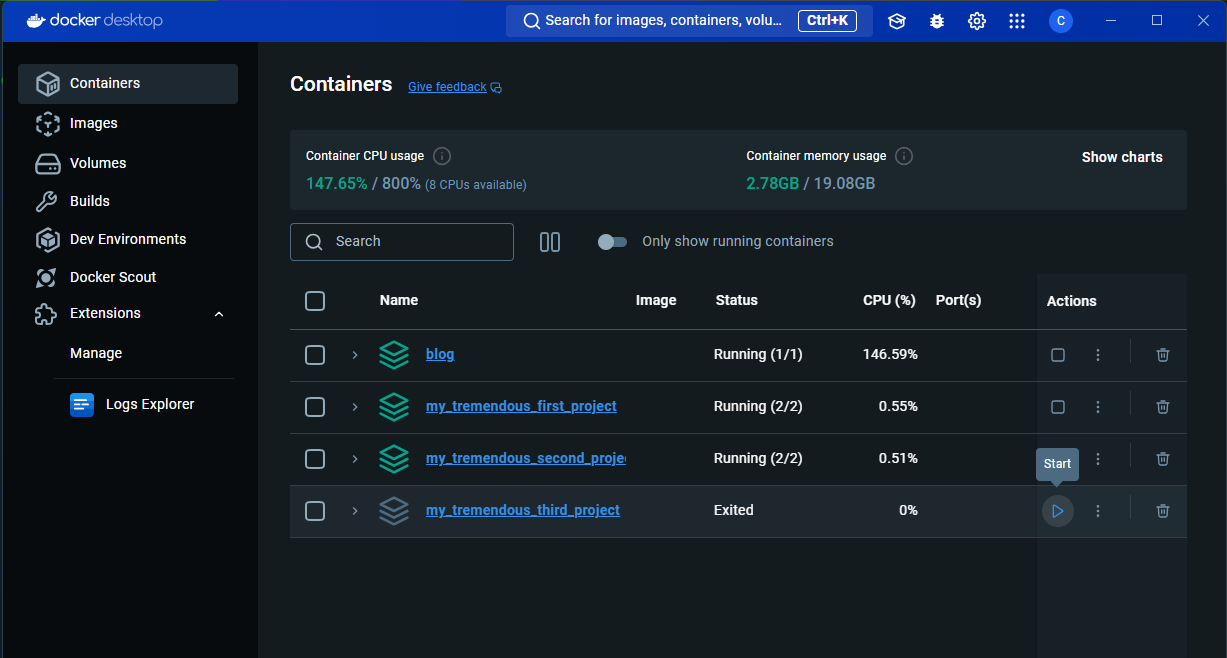 docker desktop
Search for images, containers, volu... Ctrl+K
C
Containers
Images
Volumes
Builds
Dev Environments
Docker Scout
Extensions
Manage
Logs Explorer
Containers Give feedback
Container CPU usage
147.65% / 800% (8 CPUs available)
Container memory usage
2.78GB / 19.08GB
Show charts
Search
Only show running containers
Name Image Status CPU (%) Port(s) Actions
blog Running (1/1) 146.59%
my_tremendous_first_project Running (2/2) 0.55%
my_tremendous_second_proje Running (2/2) 0.51%
Start
my_tremendous_third_project Exited 0%